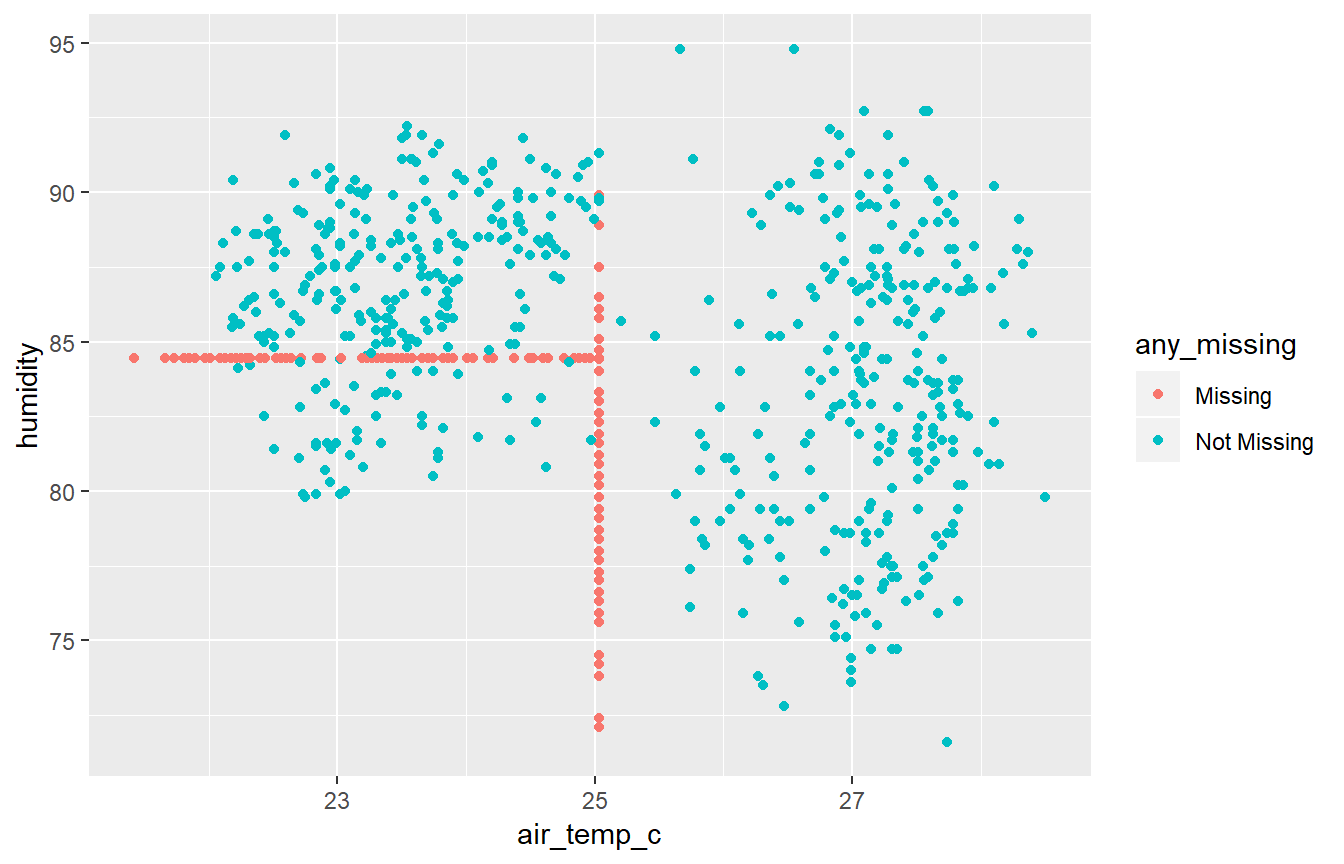 95
90
85
80
75
humidity
23 25 27
air_temp_c
any_missing
Missing
Not Missing